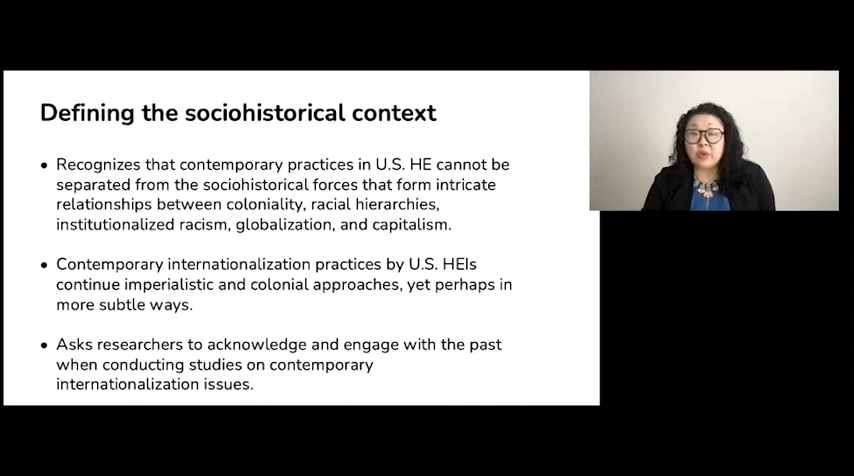 Defining the sociohistorical context
• Recognizes that contemporary practices in U.S. HE cannot be
separated from the sociohistorical forces that form intricate
relationships between coloniality, racial hierarchies,
institutionalized racism, globalization, and capitalism.
• Contemporary internationalization practices by U.S. HEIs
continue imperialistic and colonial approaches, yet perhaps in
more subtle ways.
• Asks researchers to acknowledge and engage with the past
when conducting studies on contemporary
internationalization issues.